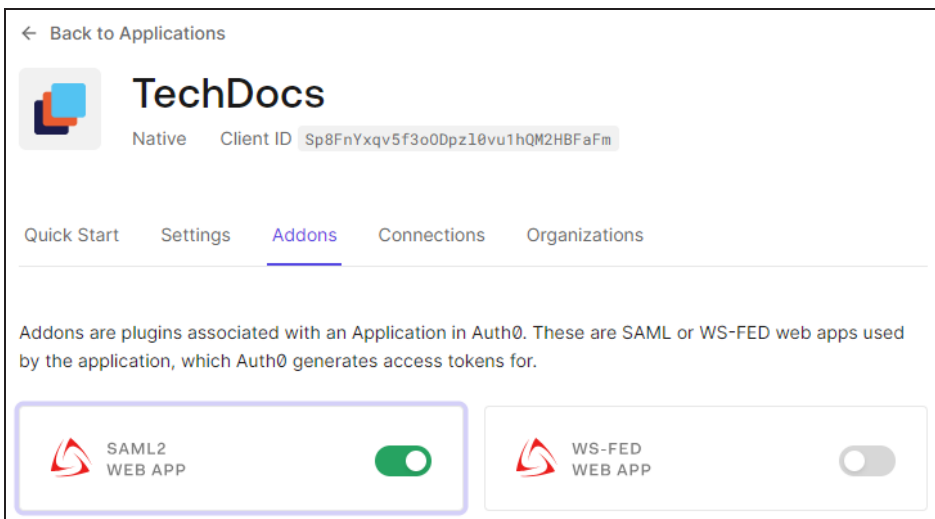 ← Back to Applications
TechDocs
Native Client ID Sp8FnYxqv5f3oODpzl0vu1hQM2HBFaFm
Quick Start Settings Addons Connections Organizations
Addons are plugins associated with an Application in Auth0. These are SAML or WS-FED web apps used
by the application, which Auth0 generates access tokens for.
SAML2
WEB APP
WS-FED
WEB APP